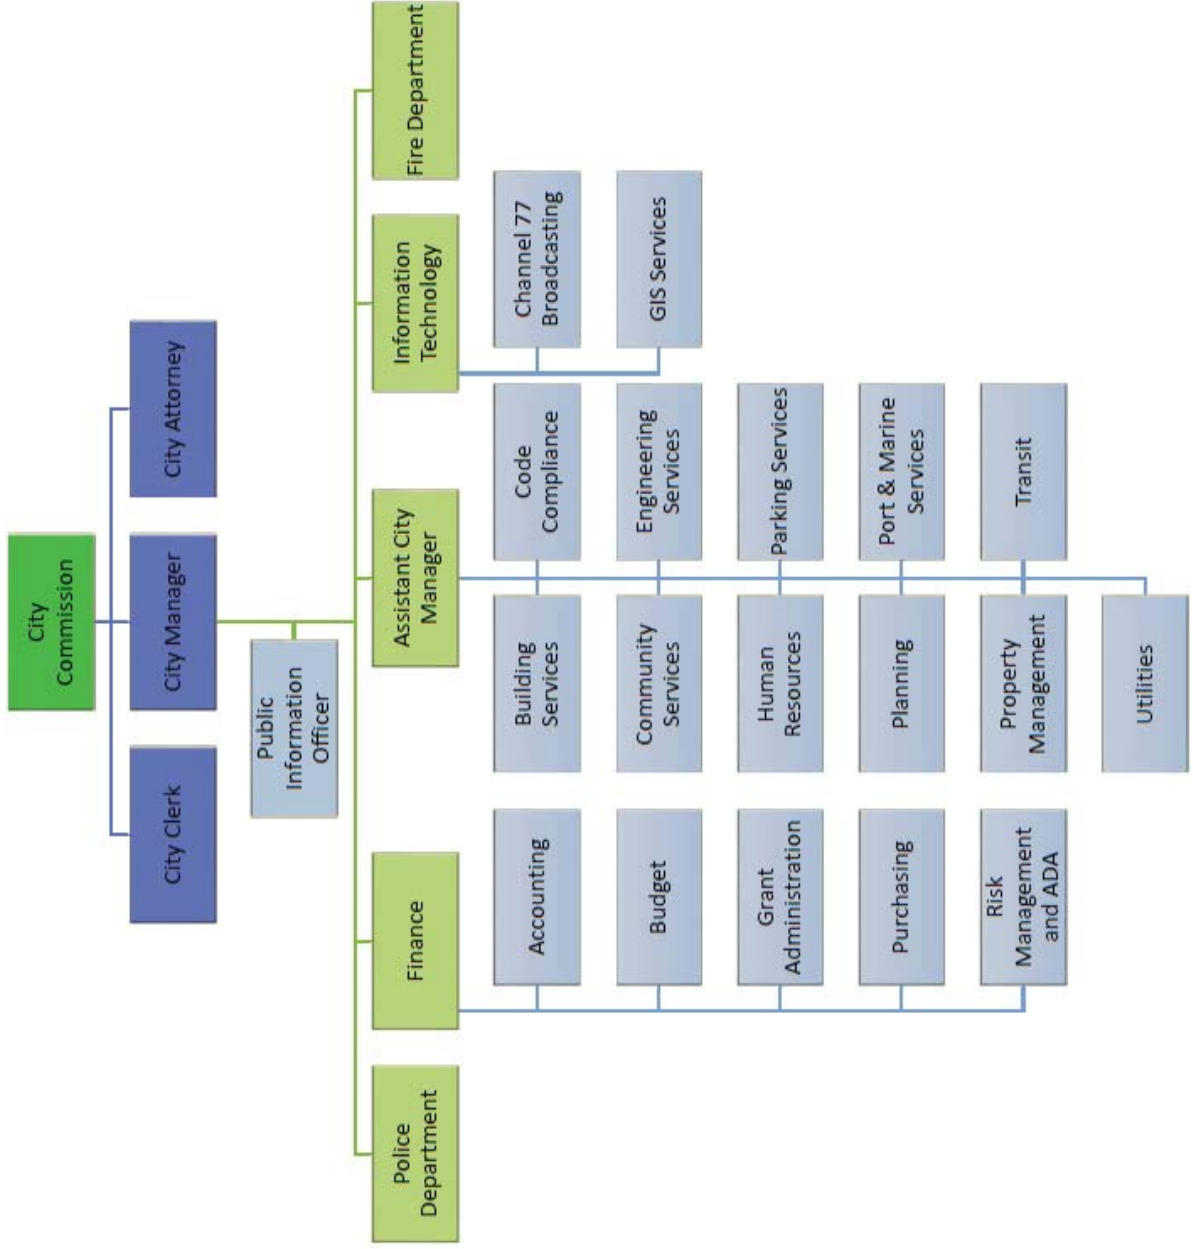 City
Commission
City Clerk
City Manager
City Attorney
Public
Information
Officer
Police
Department
Finance
Assistant City
Manager
Information
Technology
Fire Department
Accounting
Budget
Grant
Administration
Purchasing
Risk
Management
and ADA
Building
Services
Code
Compliance
Community
Services
Engineering
Services
Human
Resources
Parking Services
Planning
Port & Marine
Services
Property
Management
Transit
Utilities
Channel 77
Broadcasting
GIS Services